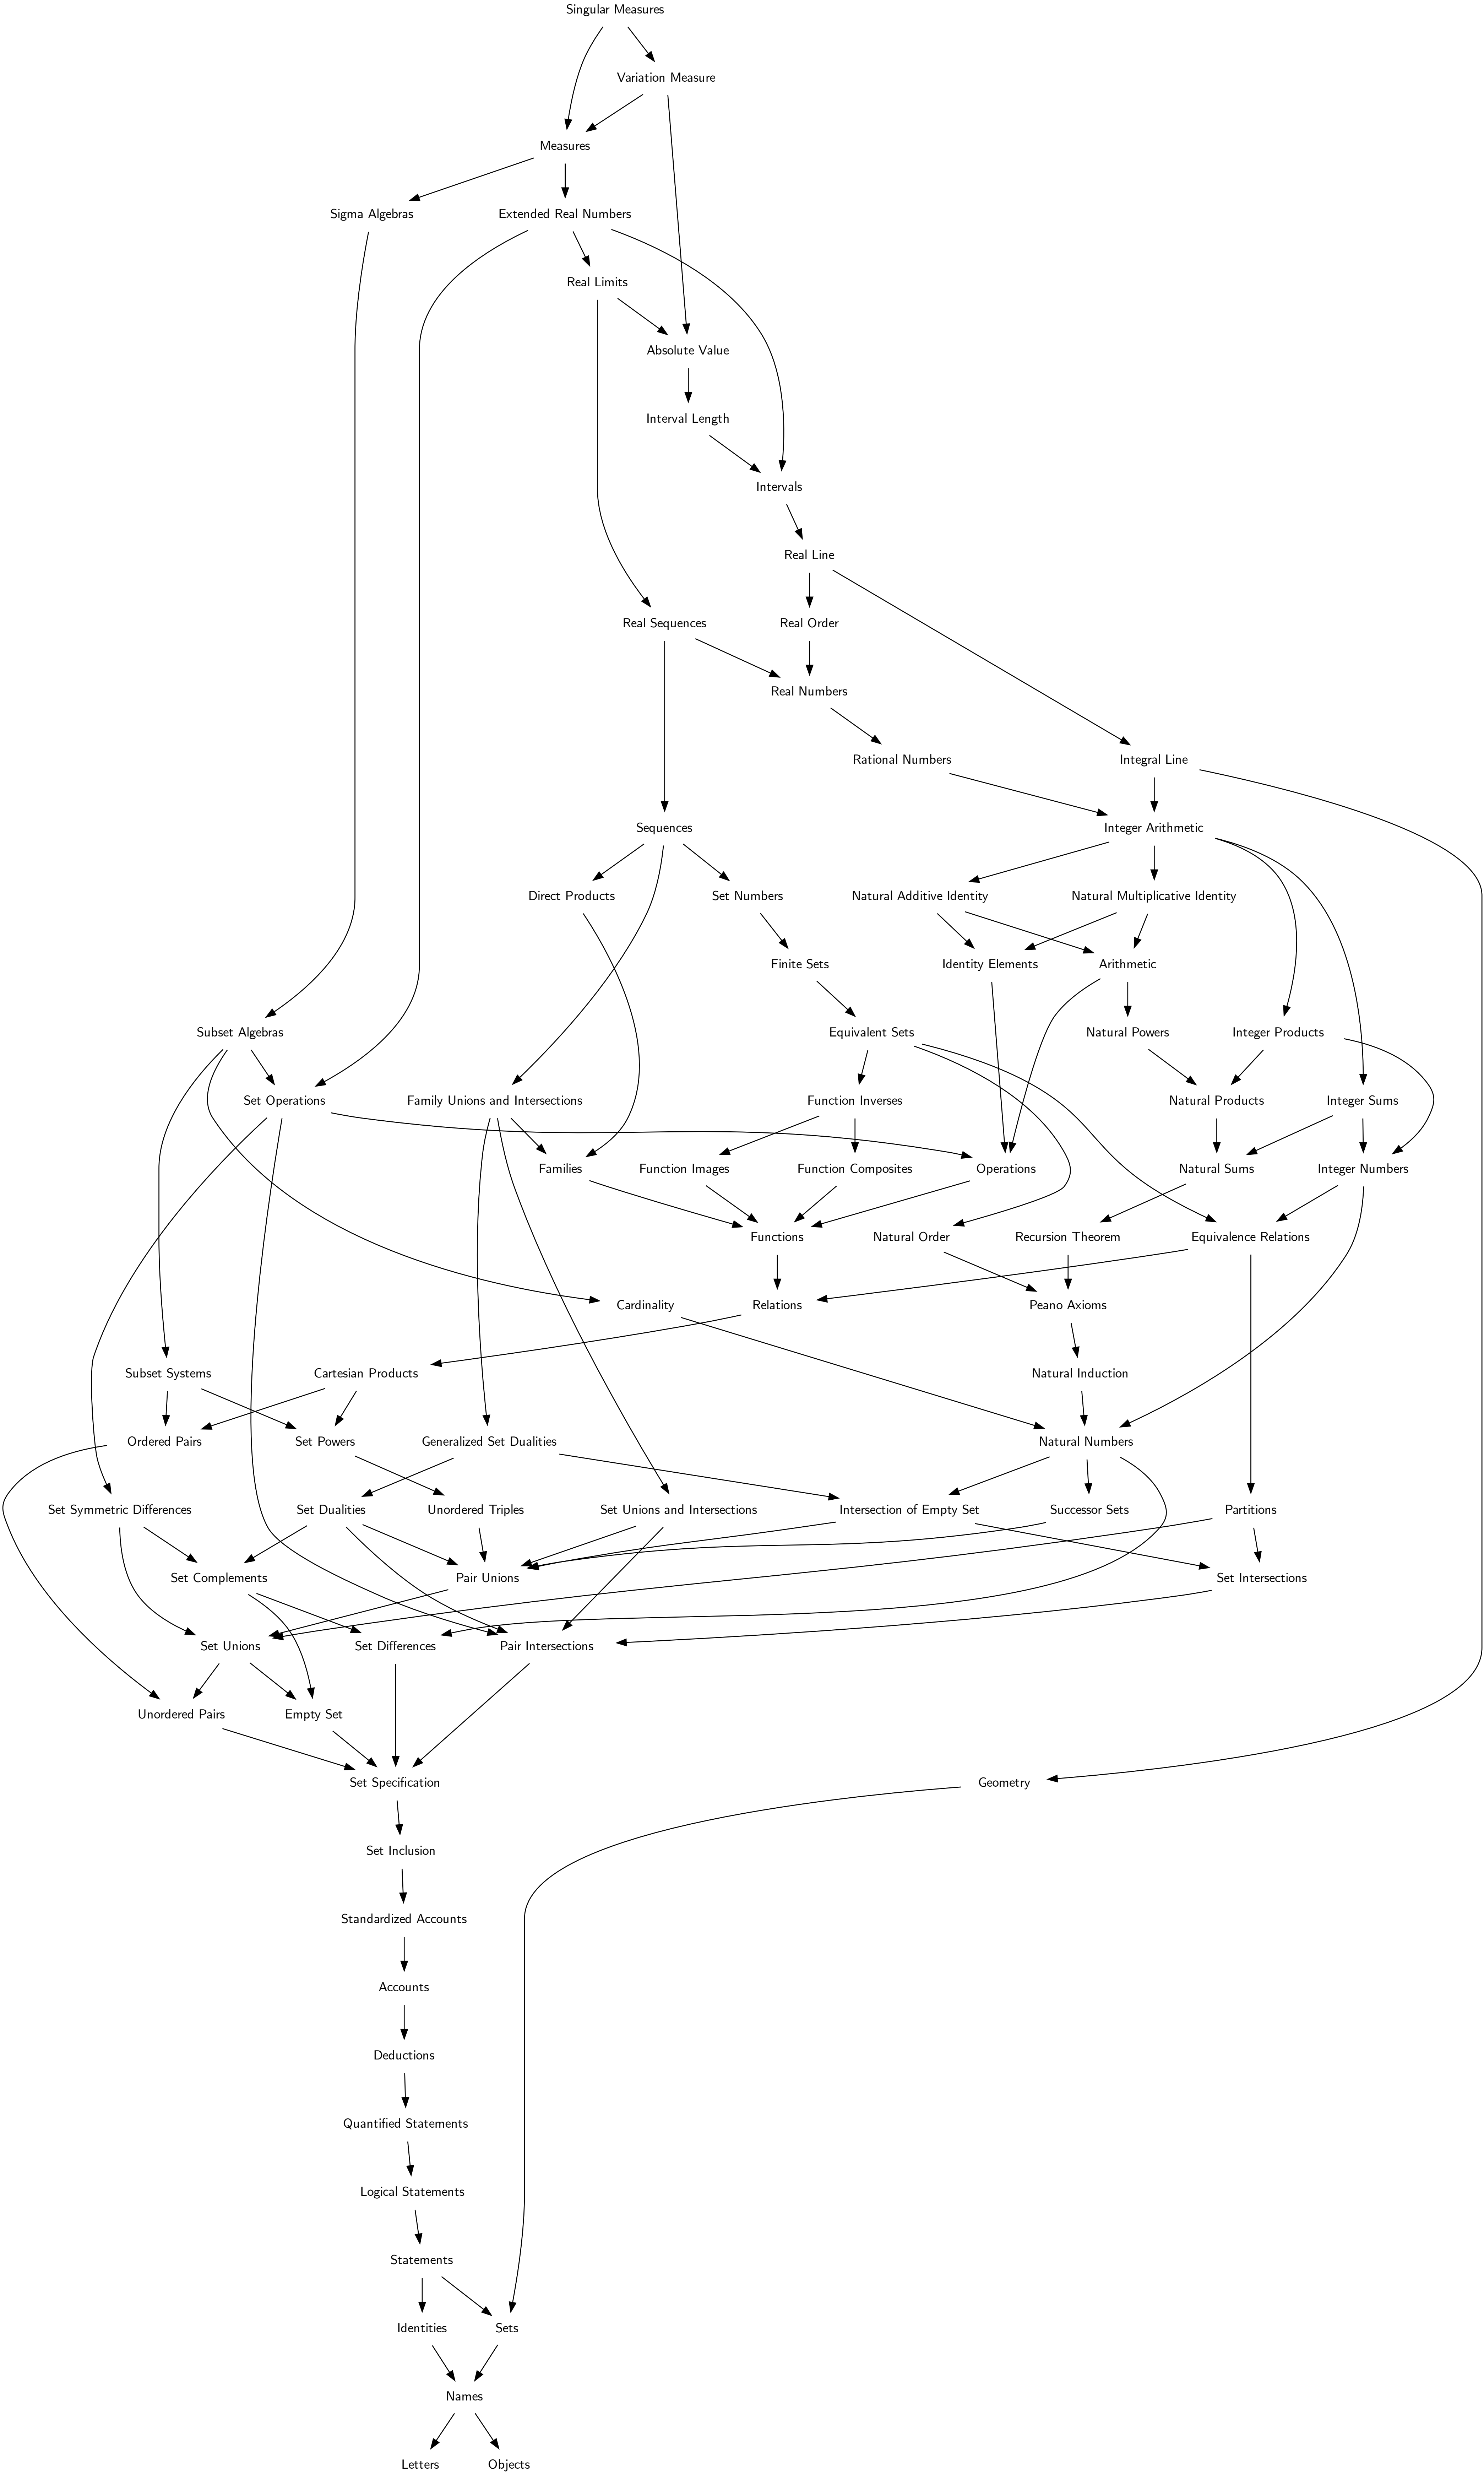 Singular Measures
Variation Measure
Measures
Sigma Algebras
Extended Real Numbers
Real Limits
Absolute Value
Interval Length
Intervals
Real Line
Real Sequences
Real Order
Real Numbers
Rational Numbers
Integral Line
Sequences
Integer Arithmetic
Direct Products
Set Numbers
Natural Additive Identity
Natural Multiplicative Identity
Finite Sets
Identity Elements
Arithmetic
Subset Algebras
Equivalent Sets
Natural Powers
Integer Products
Set Operations
Family Unions and Intersections
Function Inverses
Natural Products
Integer Sums
Families
Function Images
Function Composites
Operations
Natural Sums
Integer Numbers
Functions
Natural Order
Recursion Theorem
Equivalence Relations
Cardinality
Relations
Peano Axioms
Subset Systems
Cartesian Products
Natural Induction
Ordered Pairs
Set Powers
Generalized Set Dualities
Natural Numbers
Set Symmetric Differences
Set Dualities
Unordered Triples
Set Unions and Intersections
Intersection of Empty Set
Successor Sets
Partitions
Set Complements
Pair Unions
Set Intersections
Set Unions
Set Differences
Pair Intersections
Unordered Pairs
Empty Set
Set Specification
Geometry
Set Inclusion
Standardized Accounts
Accounts
Deductions
Quantified Statements
Logical Statements
Statements
Identities
Sets
Names
Letters
Objects